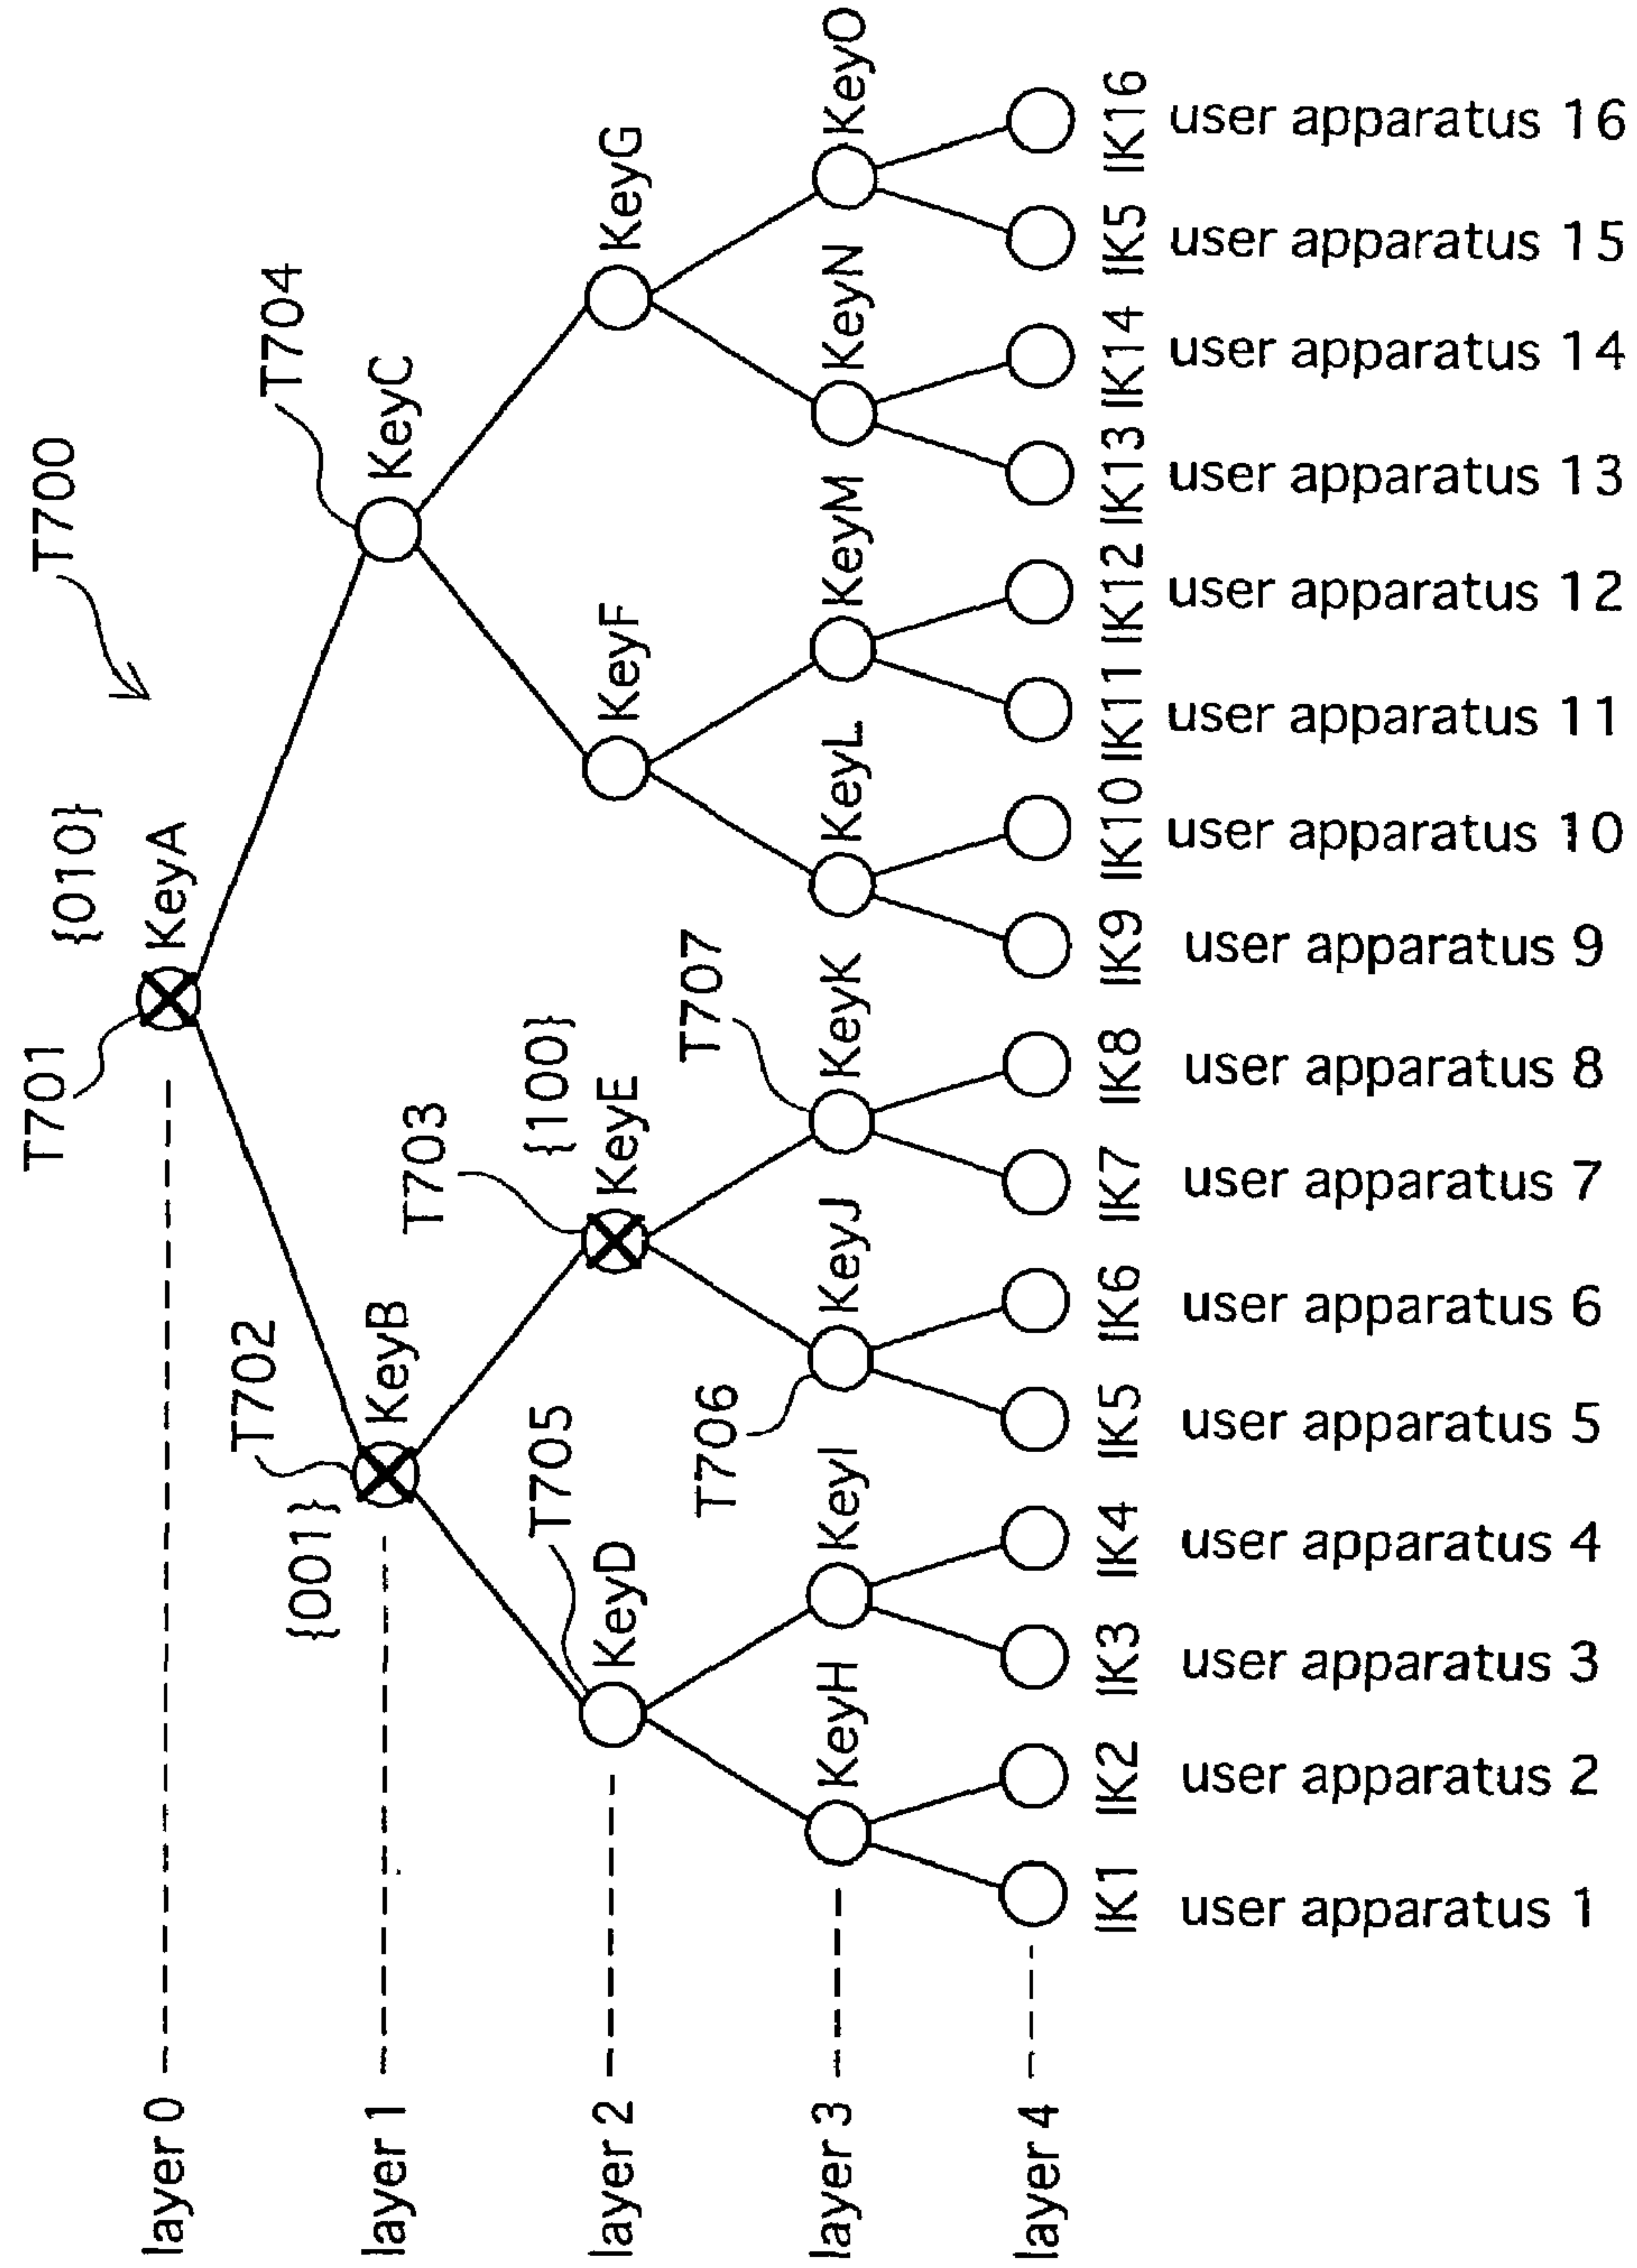 T701 T700
{010}
layer 0 KeyA
T702 T704
{001}
layer 1 KeyB KeyC
T703
T705 {100}
layer 2 KeyD KeyE KeyF KeyG
T706 T707
layer 3 KeyH KeyI KeyJ KeyK KeyL KeyM KeyN KeyO
layer 4
IK1 IK2 IK3 IK4 IK5 IK6 IK7 IK8 IK9 IK10 IK11 IK12 IK13 IK14 IK5 IK16
user apparatus 1
user apparatus 2
user apparatus 3
user apparatus 4
user apparatus 5
user apparatus 6
user apparatus 7
user apparatus 8
user apparatus 9
user apparatus 10
user apparatus 11
user apparatus 12
user apparatus 13
user apparatus 14
user apparatus 15
user apparatus 16